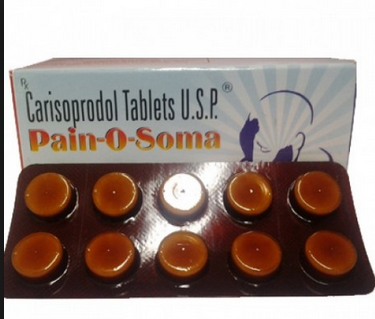 Rx
Carisoprodol Tablets U.S.P.®
Pain-O-Soma